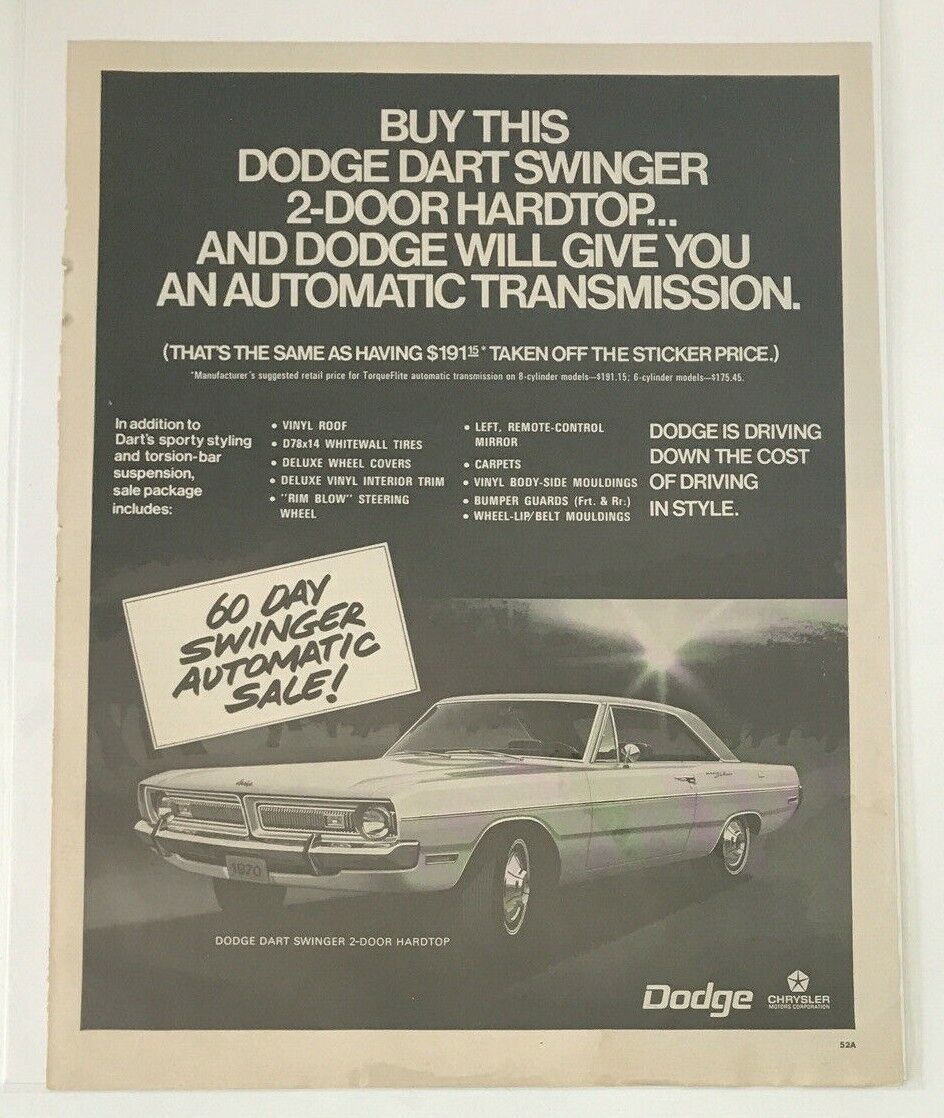 BUY THIS
DODGE DART SWINGER
2-DOOR HARDTOP...
AND DODGE WILL GIVE YOU
AN AUTOMATIC TRANSMISSION.
(THAT'S THE SAME AS HAVING $191.15* TAKEN OFF THE STICKER PRICE.)
*Manufacturer's suggested retail price for TorqueFlite automatic transmission on 8-cylinder models—$191.15; 6-cylinder models—$175.45.
In addition to
Dart's sporty styling
and torsion-bar
suspension,
sale package
includes:
• VINYL ROOF
• D78x14 WHITEWALL TIRES
• DELUXE WHEEL COVERS
• DELUXE VINYL INTERIOR TRIM
• "RIM BLOW" STEERING
WHEEL
• LEFT, REMOTE-CONTROL
MIRROR
• CARPETS
• VINYL BODY-SIDE MOULDINGS
• BUMPER GUARDS (Frt. & Rr.)
• WHEEL-LIP/BELT MOULDINGS
DODGE IS DRIVING
DOWN THE COST
OF DRIVING
IN STYLE.
60 DAY
SWINGER
AUTOMATIC
SALE!
1970
DODGE DART SWINGER 2-DOOR HARDTOP
Dodge
CHRYSLER
MOTORS CORPORATION
52A